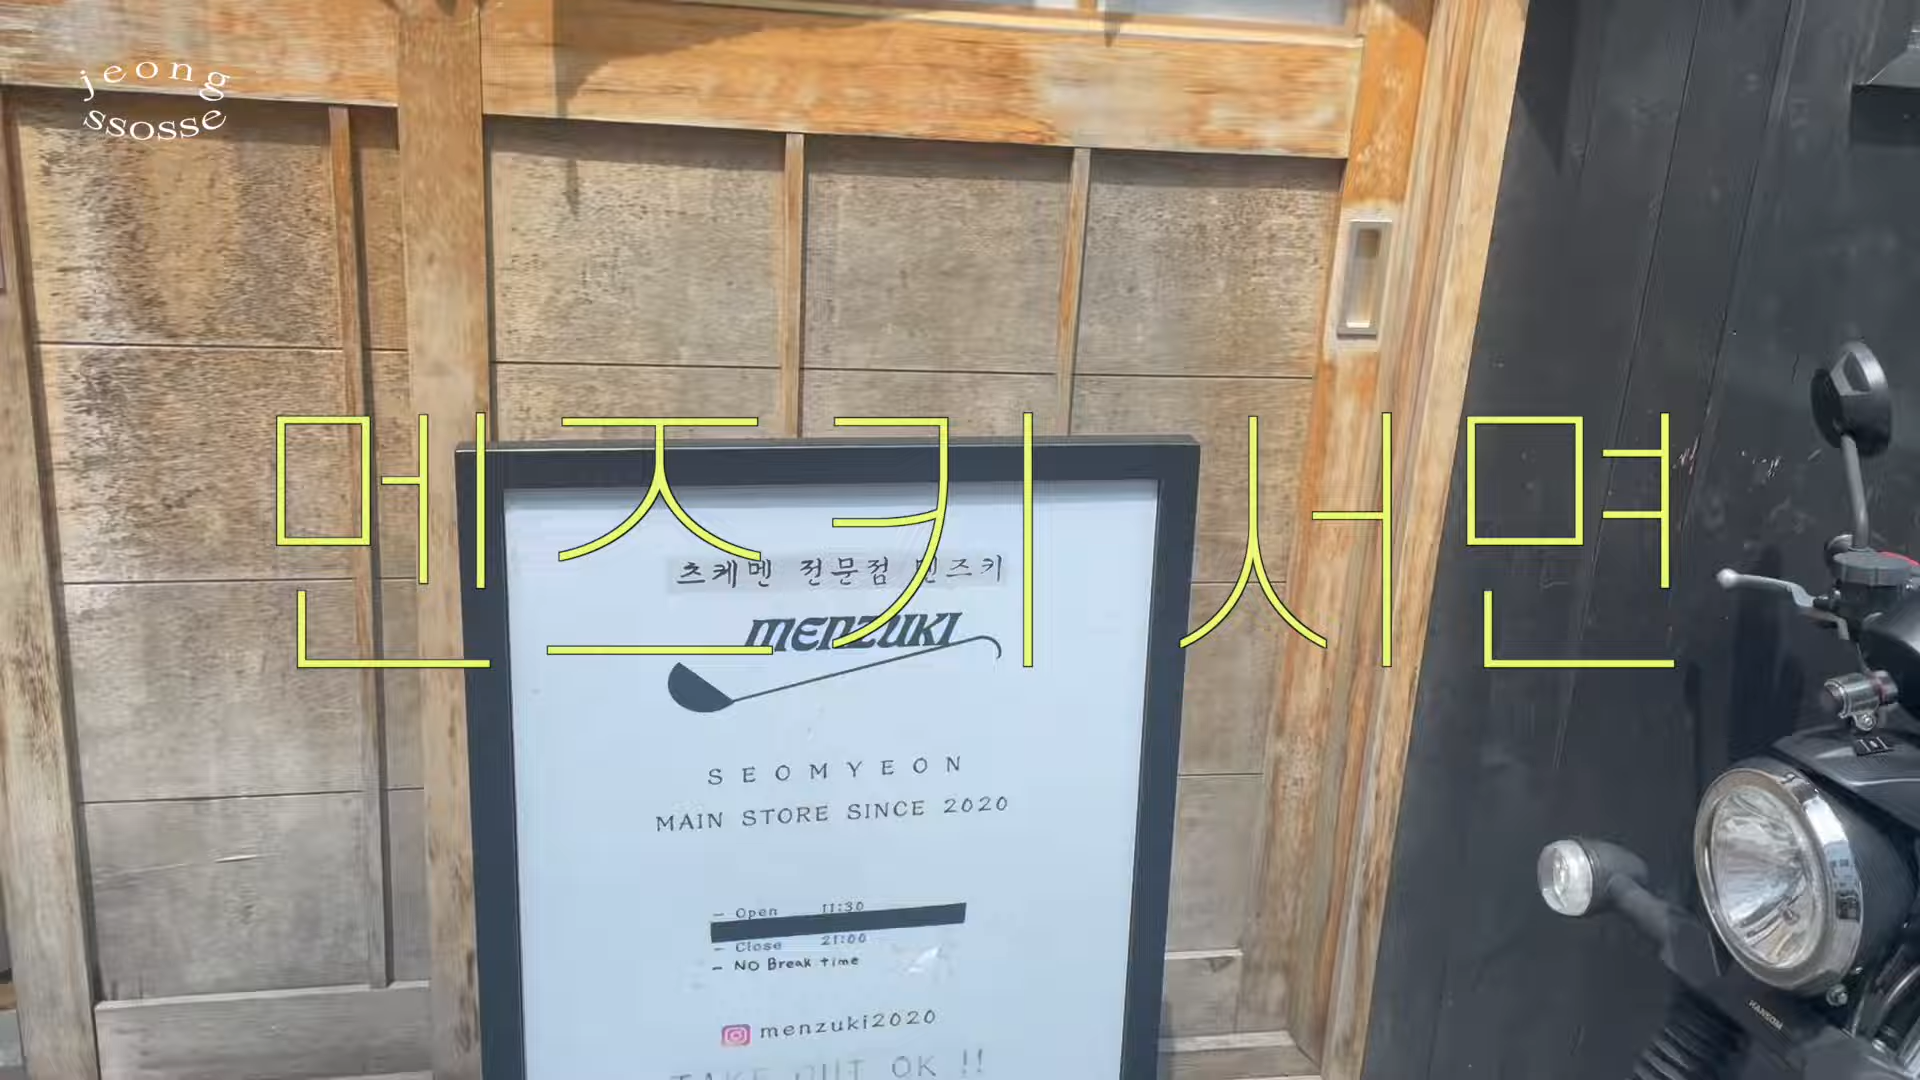 jeong
ssosse
멘즈키 서면
츠케멘 전문점 멘즈키
MENZUKI
SEOMYEON
MAIN STORE SINCE 2020
- Open 11:30
- Close 21:00
- NO Break time
menzuki2020
TAKE OUT OK !!
HANSOM